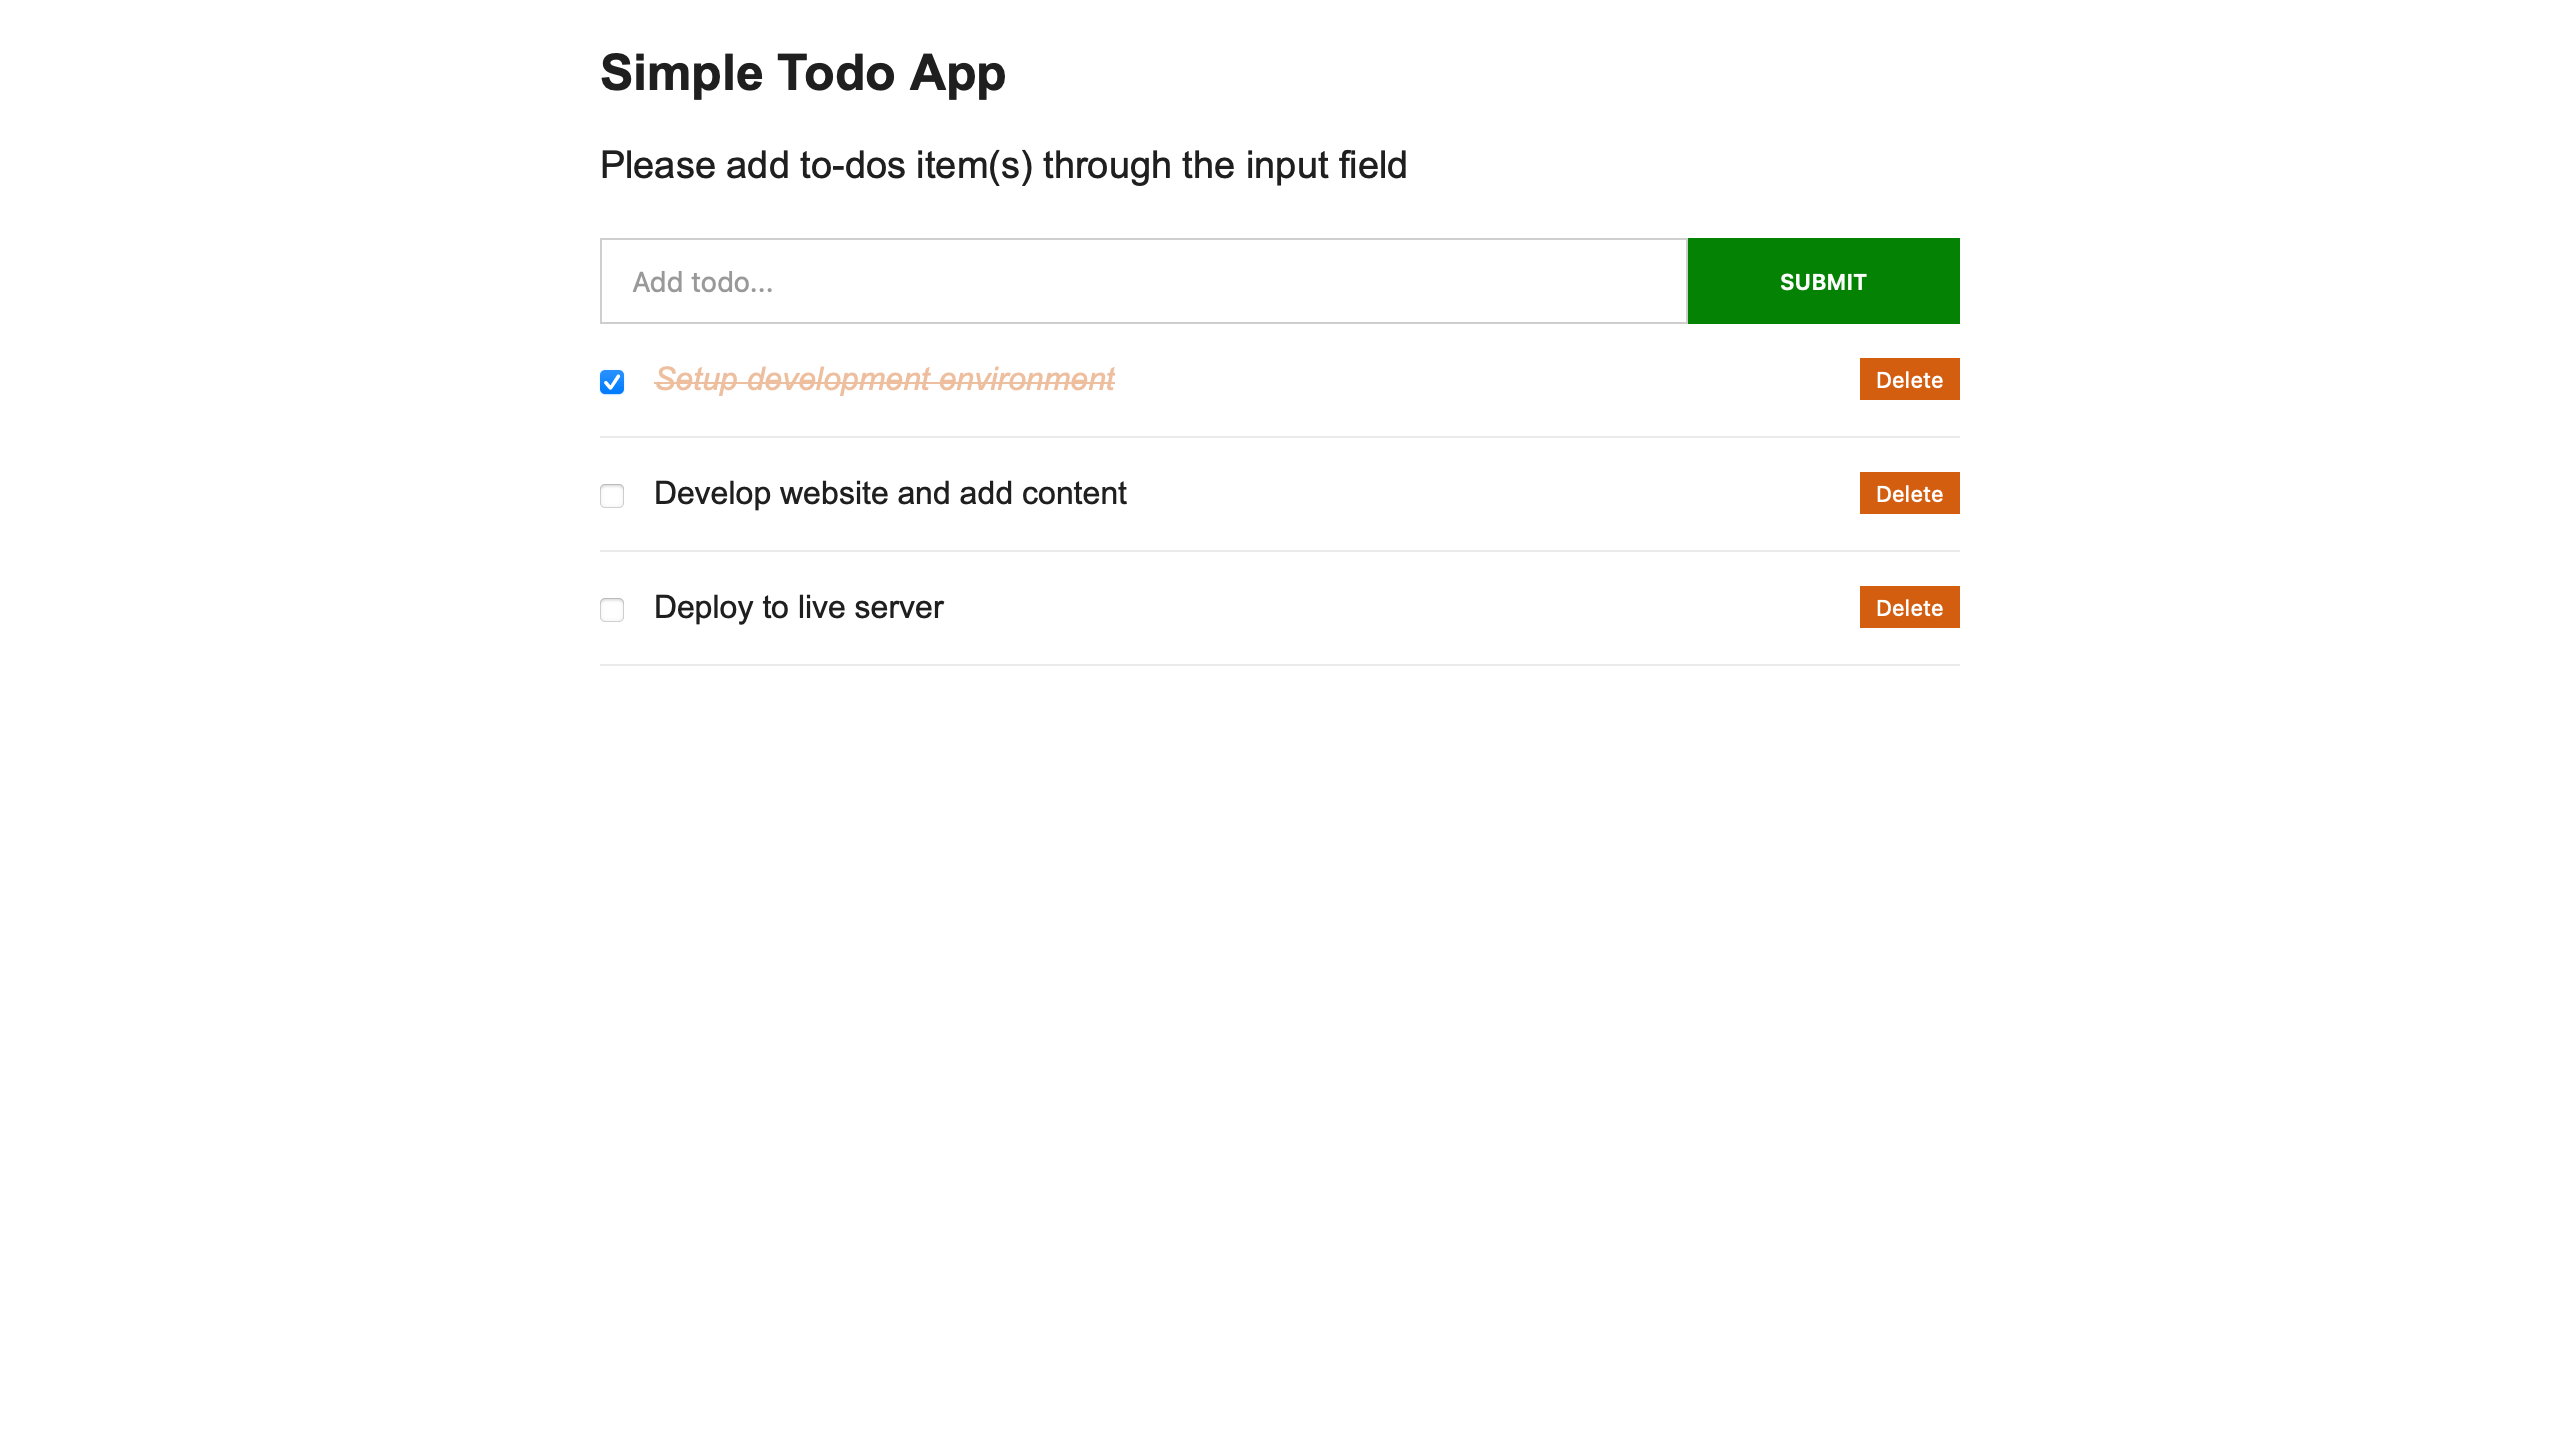 Simple Todo App
Please add to-dos item(s) through the input field
Add todo...
SUBMIT
Setup development environment
Delete
Develop website and add content
Delete
Deploy to live server
Delete